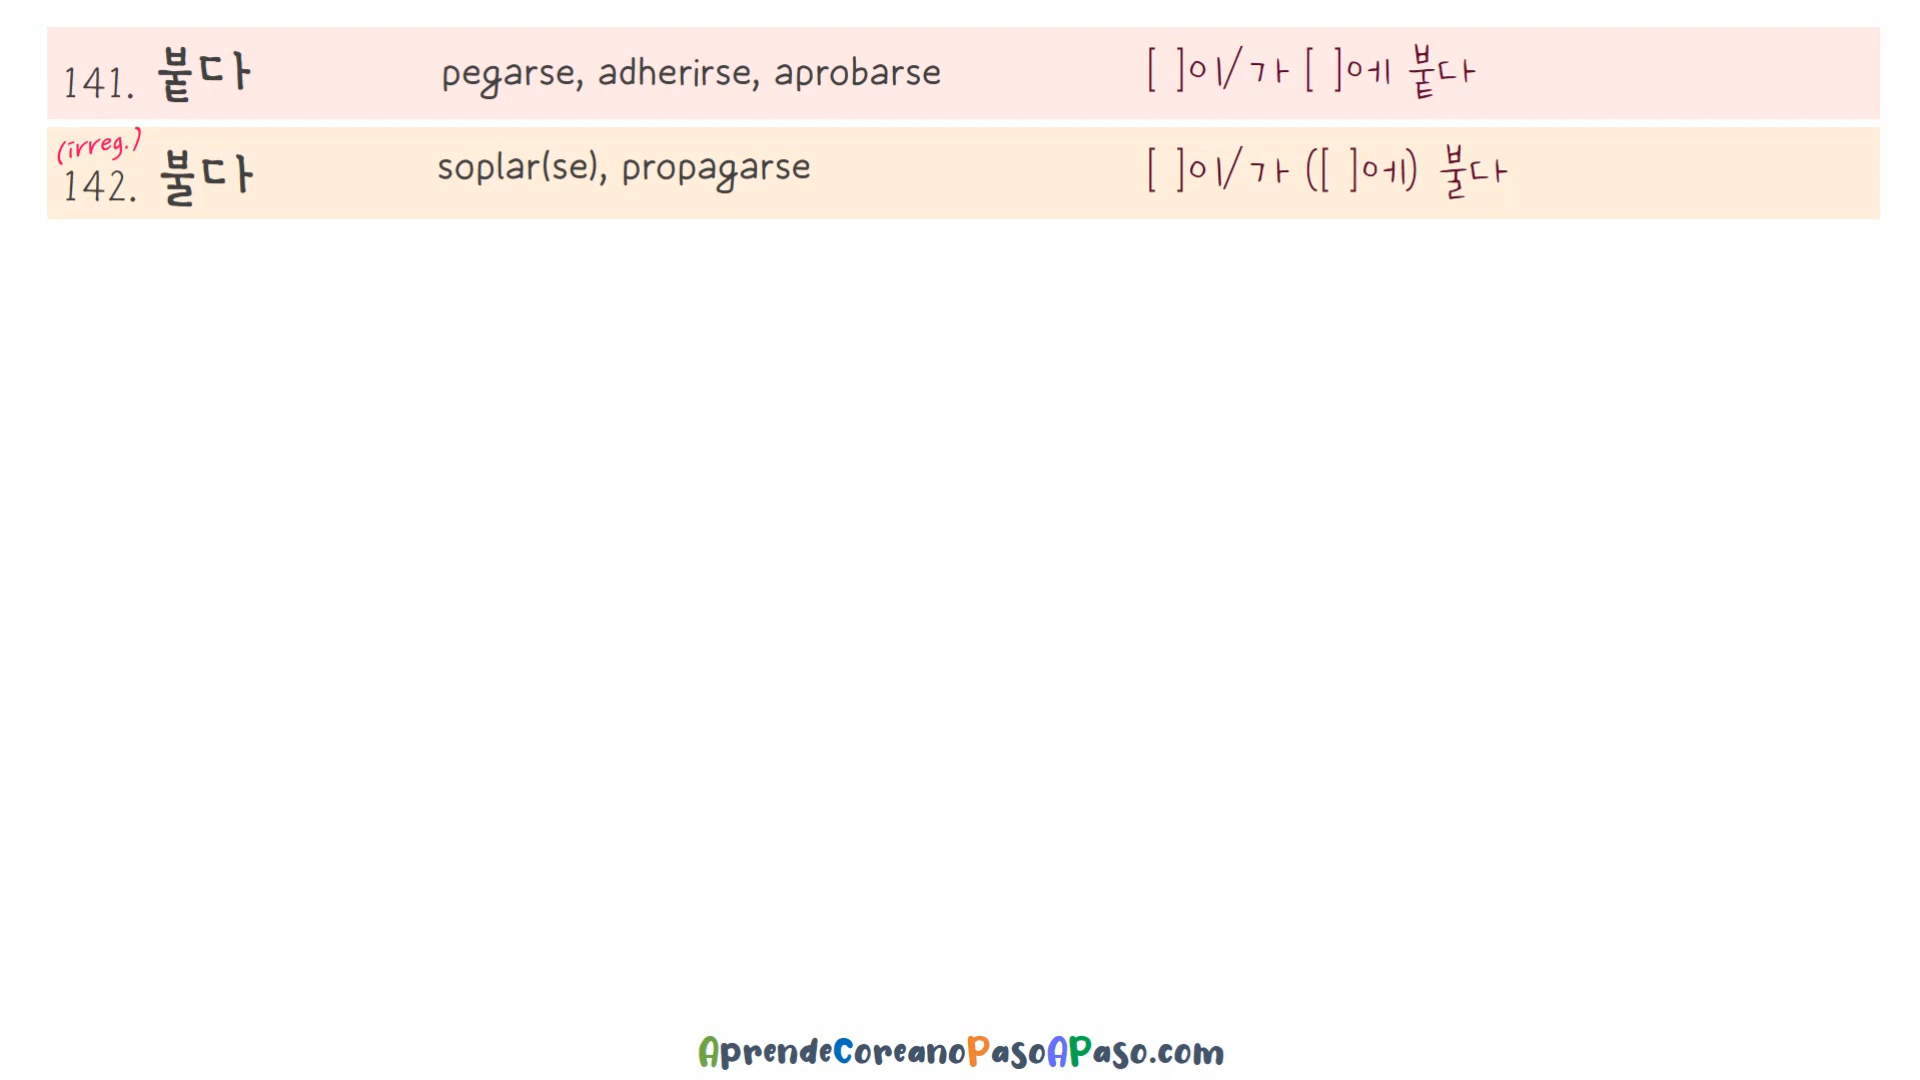 141. 붙다 pegarse, adherirse, aprobarse [ ]이/가 [ ]에 붙다
(irreg.)
142. 불다 soplar(se), propagarse [ ]이/가 ([ ]에) 불다
AprendeCoreanoPasoAPaso.com